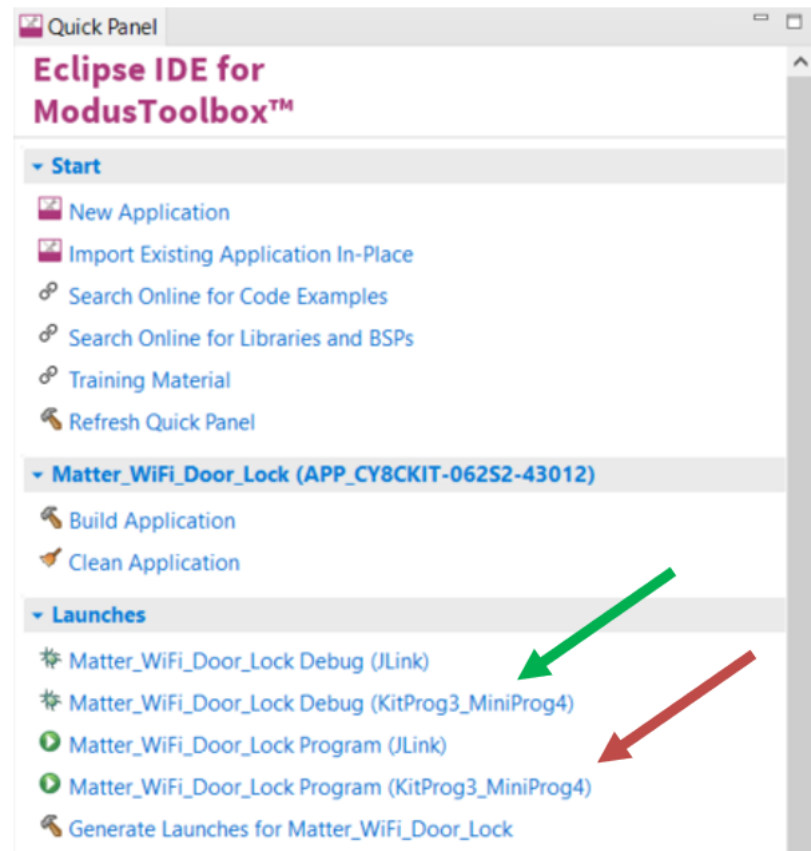 Quick Panel
Eclipse IDE for
ModusToolbox™
Start
New Application
Import Existing Application In-Place
Search Online for Code Examples
Search Online for Libraries and BSPs
Training Material
Refresh Quick Panel
Matter_WiFi_Door_Lock (APP_CY8CKIT-062S2-43012)
Build Application
Clean Application
Launches
Matter_WiFi_Door_Lock Debug (JLink)
Matter_WiFi_Door_Lock Debug (KitProg3_MiniProg4)
Matter_WiFi_Door_Lock Program (JLink)
Matter_WiFi_Door_Lock Program (KitProg3_MiniProg4)
Generate Launches for Matter_WiFi_Door_Lock